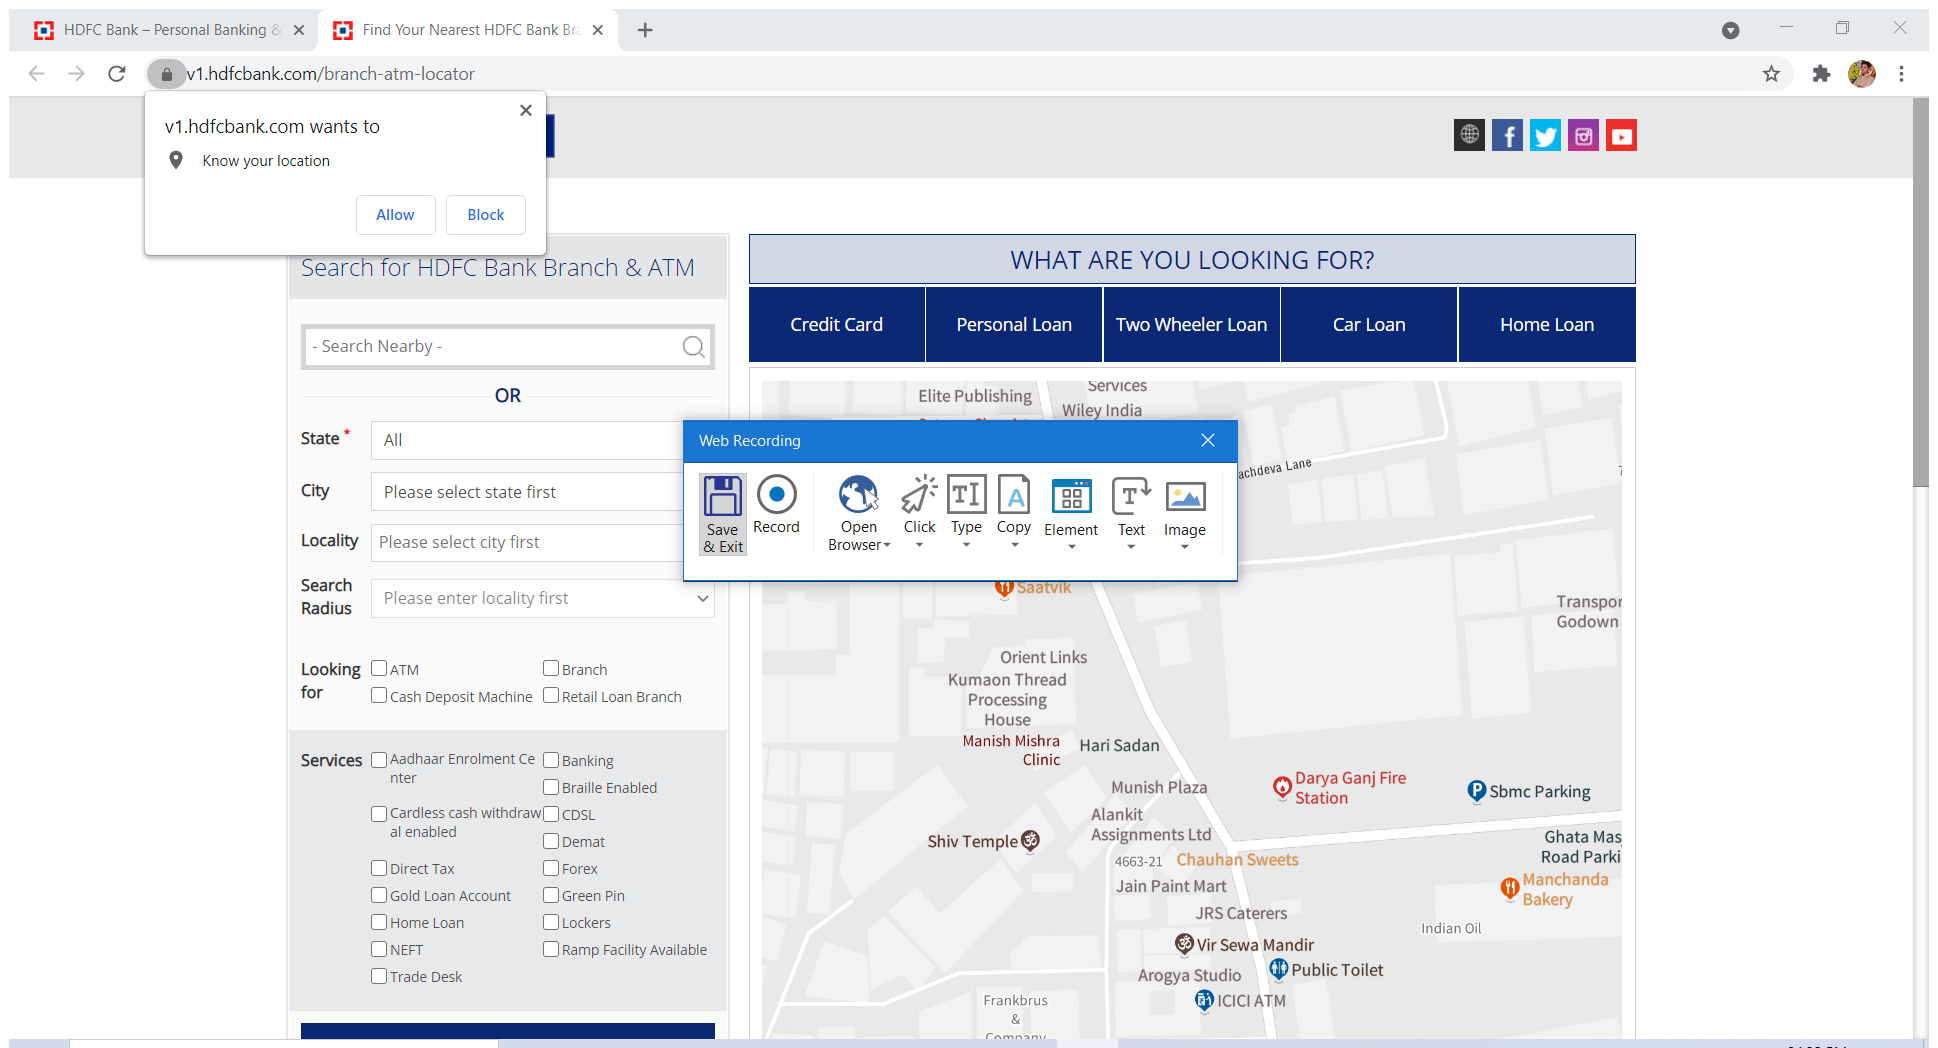 HDFC Bank – Personal Banking &
Find Your Nearest HDFC Bank Bra
v1.hdfcbank.com/branch-atm-locator
v1.hdfcbank.com wants to
Know your location
Allow
Block
Search for HDFC Bank Branch & ATM
- Search Nearby -
OR
State *
All
City
Please select state first
Locality
Please select city first
Search
Radius
Please enter locality first
Looking
for
ATM
Branch
Cash Deposit Machine
Retail Loan Branch
Services
Aadhaar Enrolment Ce
nter
Banking
Braille Enabled
Cardless cash withdraw
al enabled
CDSL
Demat
Direct Tax
Forex
Gold Loan Account
Green Pin
Home Loan
Lockers
NEFT
Ramp Facility Available
Trade Desk
WHAT ARE YOU LOOKING FOR?
Credit Card
Personal Loan
Two Wheeler Loan
Car Loan
Home Loan
Services
Elite Publishing
Wiley India
Web Recording
Save
& Exit
Record
Open
Browser
Click
Type
Copy
Element
Text
Image
achdeva Lane
Saatvik
Transpor
Godown
Orient Links
Kumaon Thread
Processing
House
Manish Mishra
Clinic
Hari Sadan
Munish Plaza
Darya Ganj Fire
Station
Sbmc Parking
Alankit
Assignments Ltd
Shiv Temple
4663-21
Chauhan Sweets
Ghata Mas
Road Parki
Jain Paint Mart
Manchanda
Bakery
JRS Caterers
Indian Oil
Vir Sewa Mandir
Arogya Studio
Public Toilet
ICICI ATM
Frankbrus
&
Company